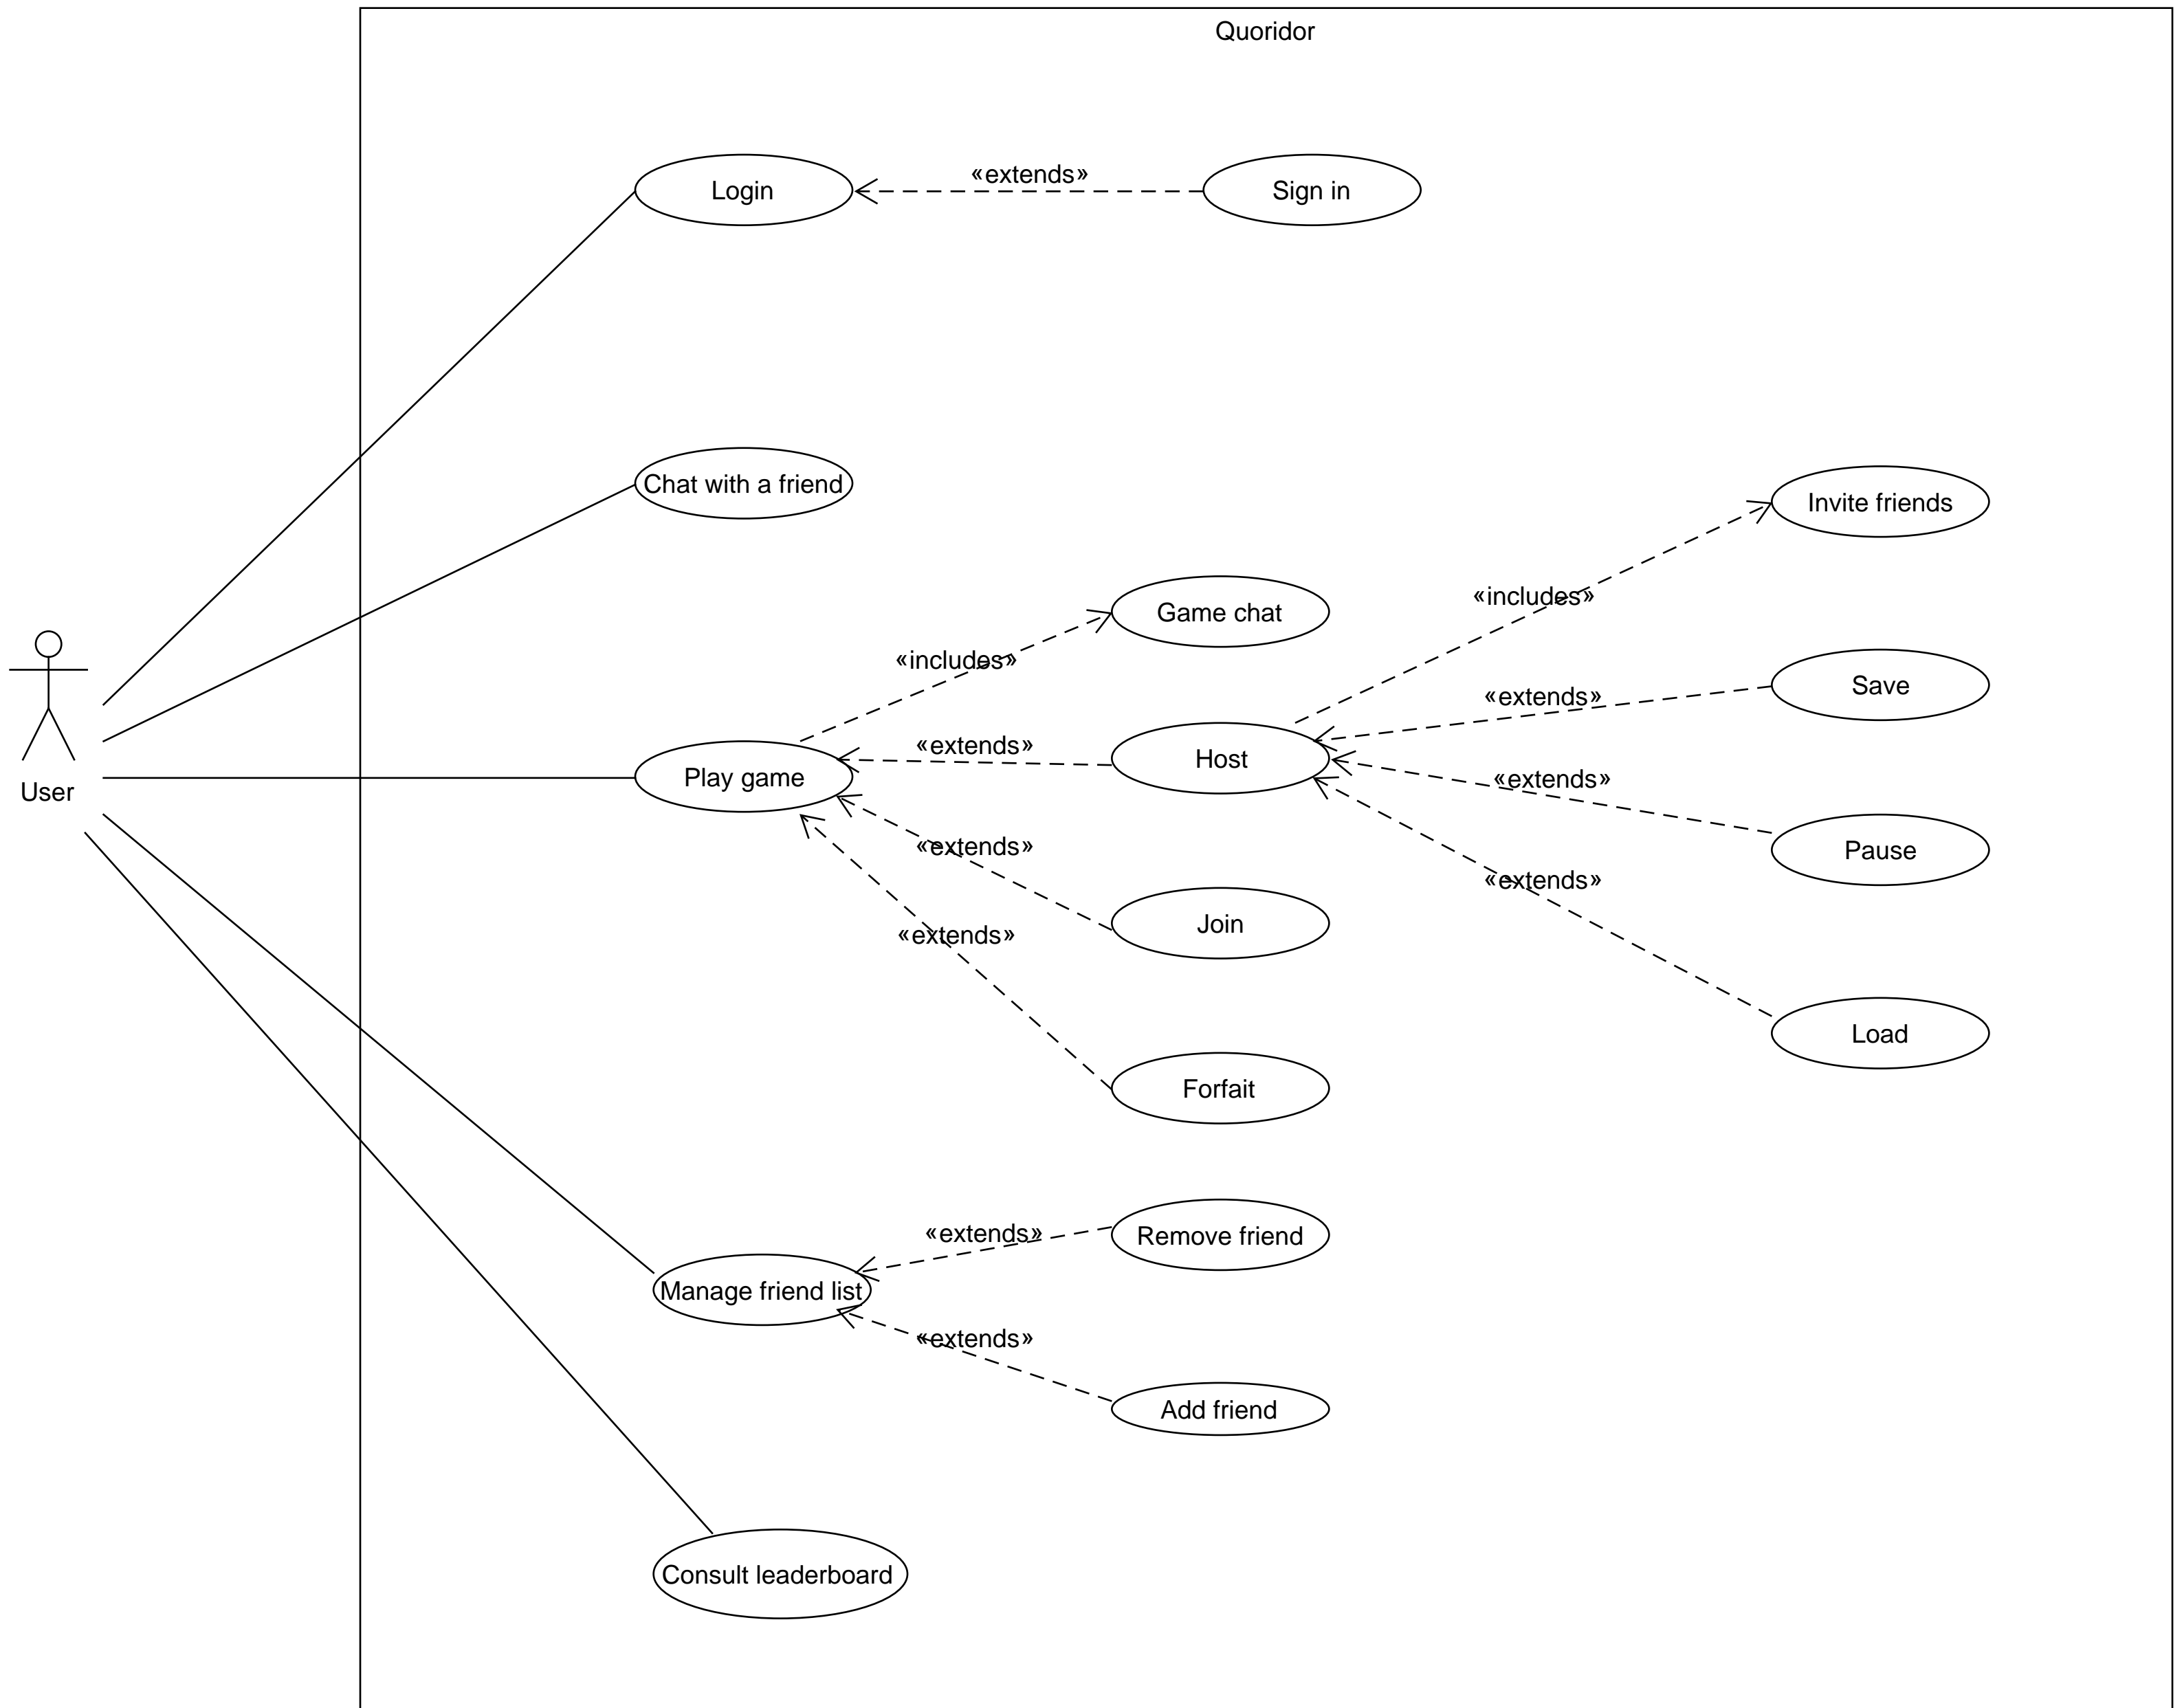 Quoridor
Login
«extends»
Sign in
Chat with a friend
Invite friends
«includes»
Game chat
«includes»
Save
«extends»
User
Play game
«extends»
Host
«extends»
Pause
«extends»
Join
«extends»
Load
«extends»
Forfait
Remove friend
«extends»
Manage friend list
«extends»
Add friend
Consult leaderboard